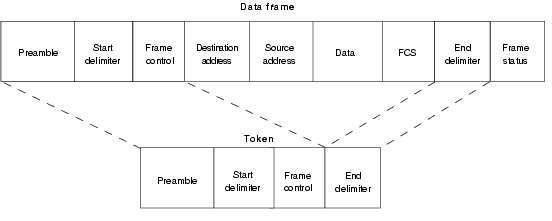 Data frame
Preamble
Start
delimiter
Frame
control
Destination
address
Source
address
Data
FCS
End
delimiter
Frame
status
Token
Preamble
Start
delimiter
Frame
control
End
delimiter